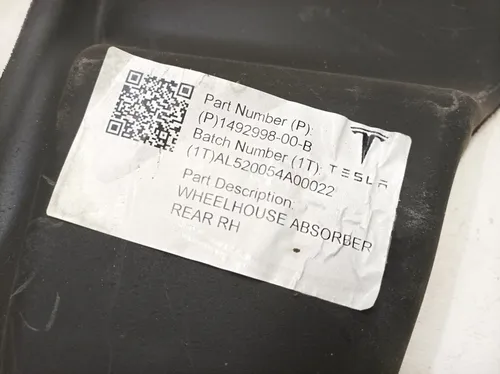 Part Number (P):
(P)1492998-00-B
Batch Number (1T):
(1T)AL520054A00022
TESLA
Part Description:
WHEELHOUSE ABSORBER
REAR RH